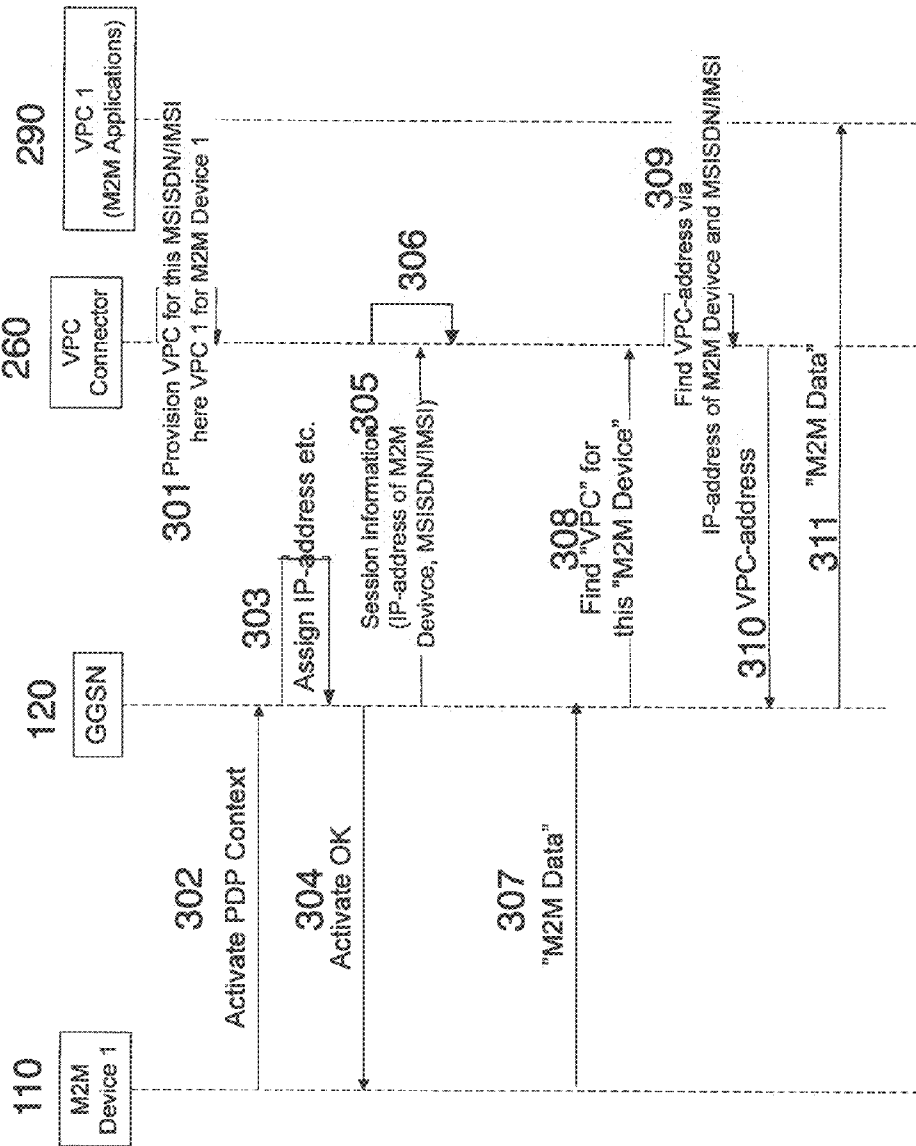 110
M2M
Device 1
120
GGSN
260
VPC
Connector
290
VPC 1
(M2M Applications)
301 Provision VPC for this MSISDN/IMSI
here VPC 1 for M2M Device 1
302
Activate PDP Context
303
Assign IP-address etc.
304
Activate OK
305
Session Information
(IP-address of M2M
Devivce, MSISDN/IMSI)
306
307
"M2M Data"
308
Find "VPC" for
this "M2M Device"
309
Find VPC-address via
IP-address of M2M Devivce and MSISDN/IMSI
310 VPC-address
311
"M2M Data"